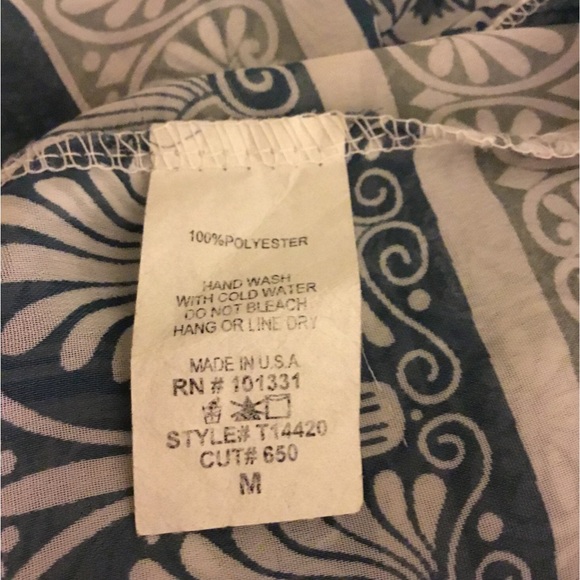 100%POLYESTER
HAND WASH
WITH COLD WATER
DO NOT BLEACH
HANG OR LINE DRY
MADE IN U.S.A
RN # 101331
STYLE# T14420
CUT# 650
M